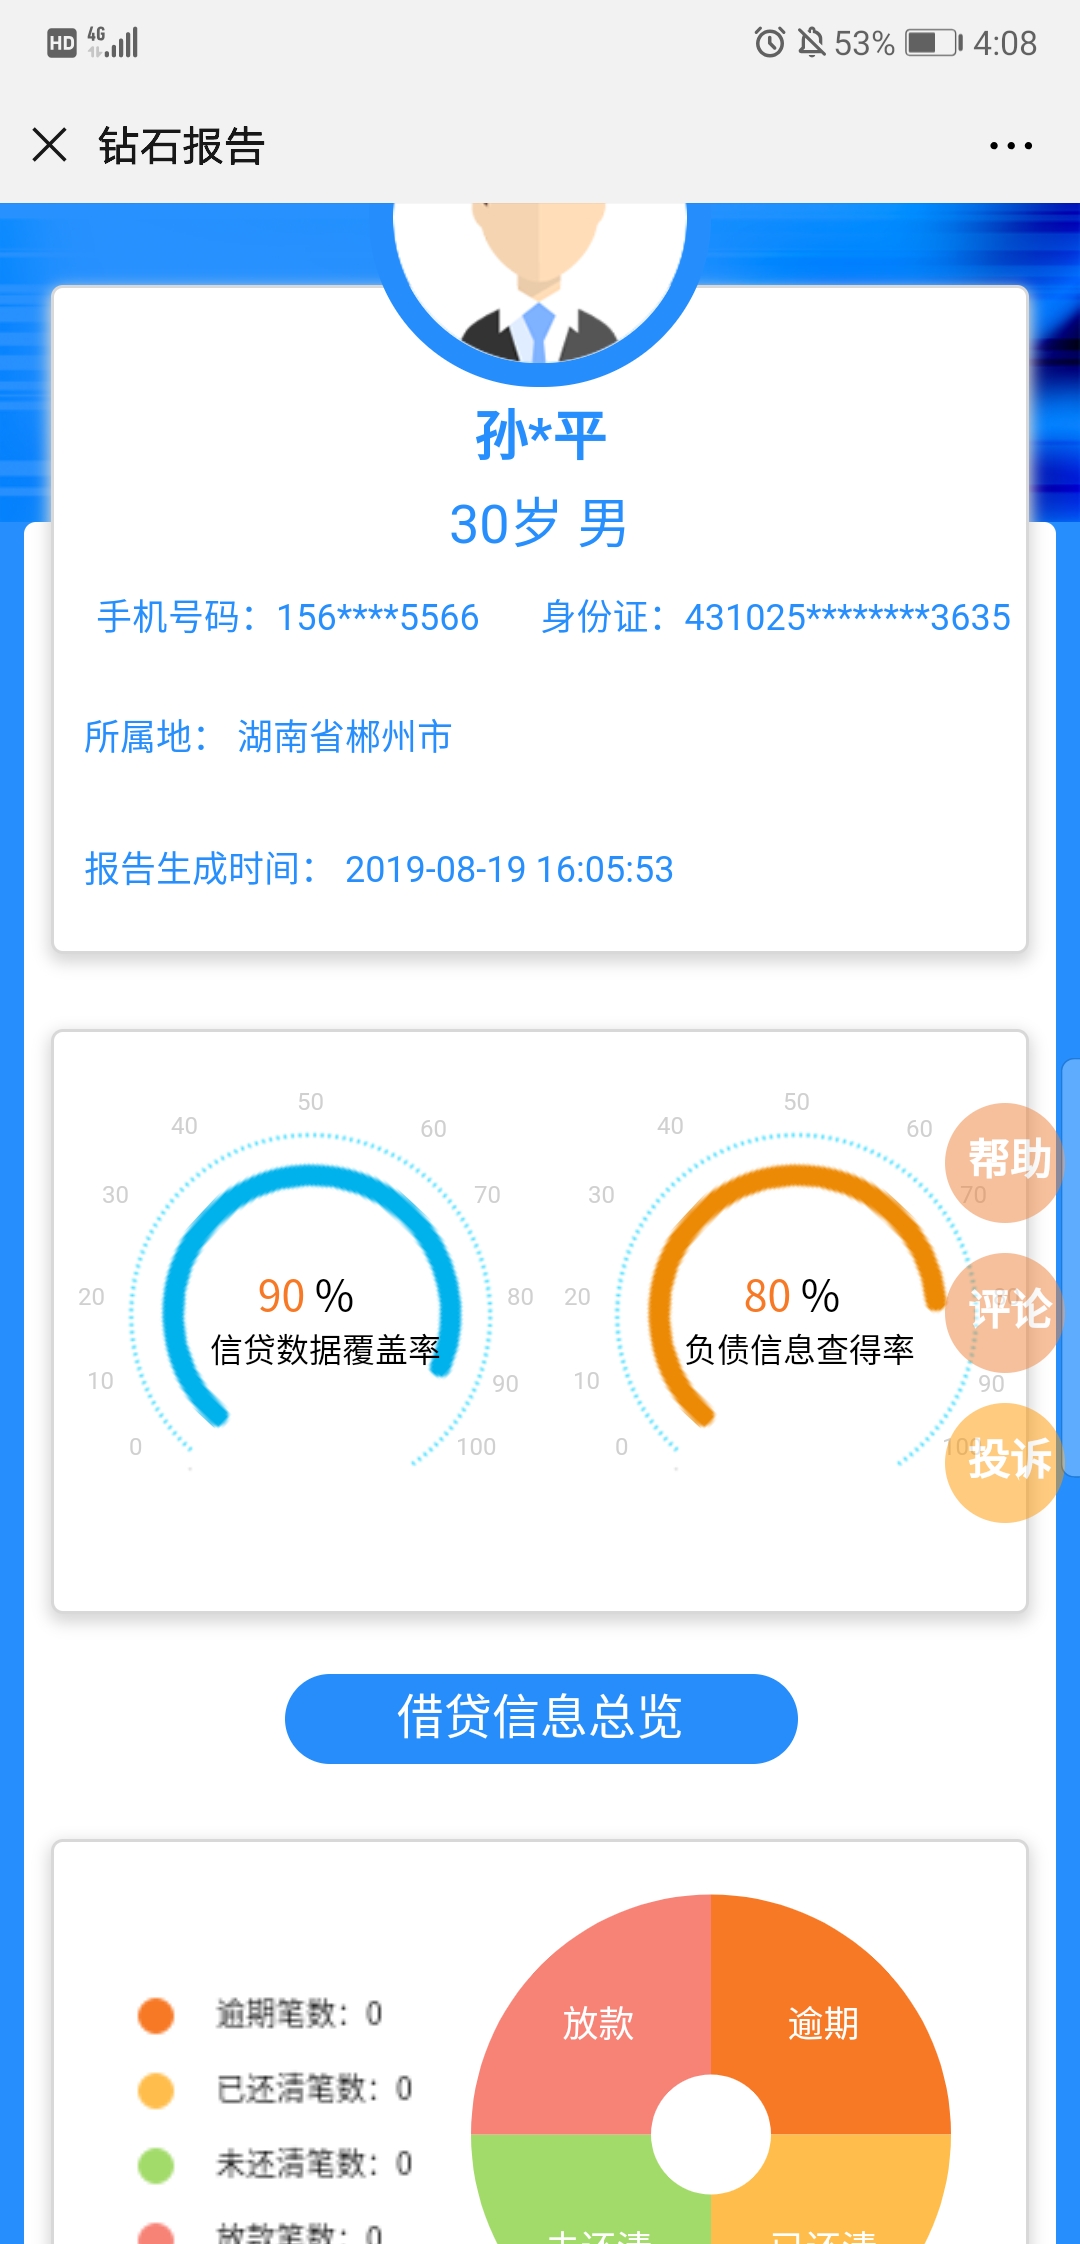 HD 4G 53% 4:08
钻石报告
孙*平
30岁 男
手机号码：156****5566 身份证：431025********3635
所属地： 湖南省郴州市
报告生成时间： 2019-08-19 16:05:53
50 50
40 60 40 60
帮助
30 70 30 70
90 % 80 %
20 80 20 80
评论
信贷数据覆盖率 负债信息查得率
10 90 10 90
0 100 0 100
投诉
借贷信息总览
放款 逾期
逾期笔数：0
已还清笔数：0
未还清笔数：0
放款笔数：0
未还清 已还清